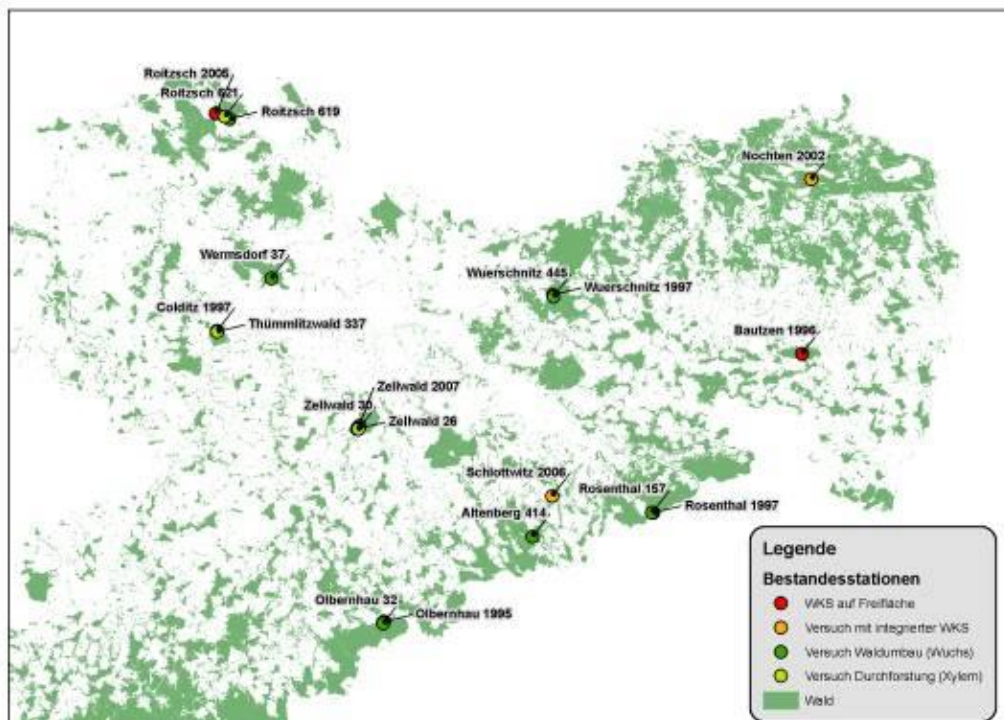 Roitzsch 2006
Roitzsch 621
Roitzsch 619
Nochten 2002
Wermsdorf 37
Wuerschnitz 445
Wuerschnitz 1997
Colditz 1997
Thümmlitzwald 337
Bautzen 1996
Zellwald 2007
Zellwald 30
Zellwald 26
Schlottwitz 2006
Rosenthal 157
Rosenthal 1997
Altenberg 414
Olbernhau 32
Olbernhau 1995
Legende
Bestandesstationen
WKS auf Freifläche
Versuch mit integrierter WKS
Versuch Waldumbau (Wuchs)
Versuch Durchforstung (Xylem)
Wald